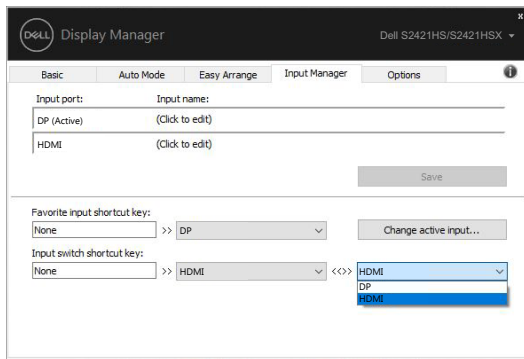 DELL Display Manager Dell S2421HS/S2421HSX
x
Basic Auto Mode Easy Arrange Input Manager Options i
Input port: Input name:
DP (Active) (Click to edit)
HDMI (Click to edit)
Save
Favorite input shortcut key:
None >> DP Change active input...
Input switch shortcut key:
None >> HDMI <<>> HDMI
DP
HDMI